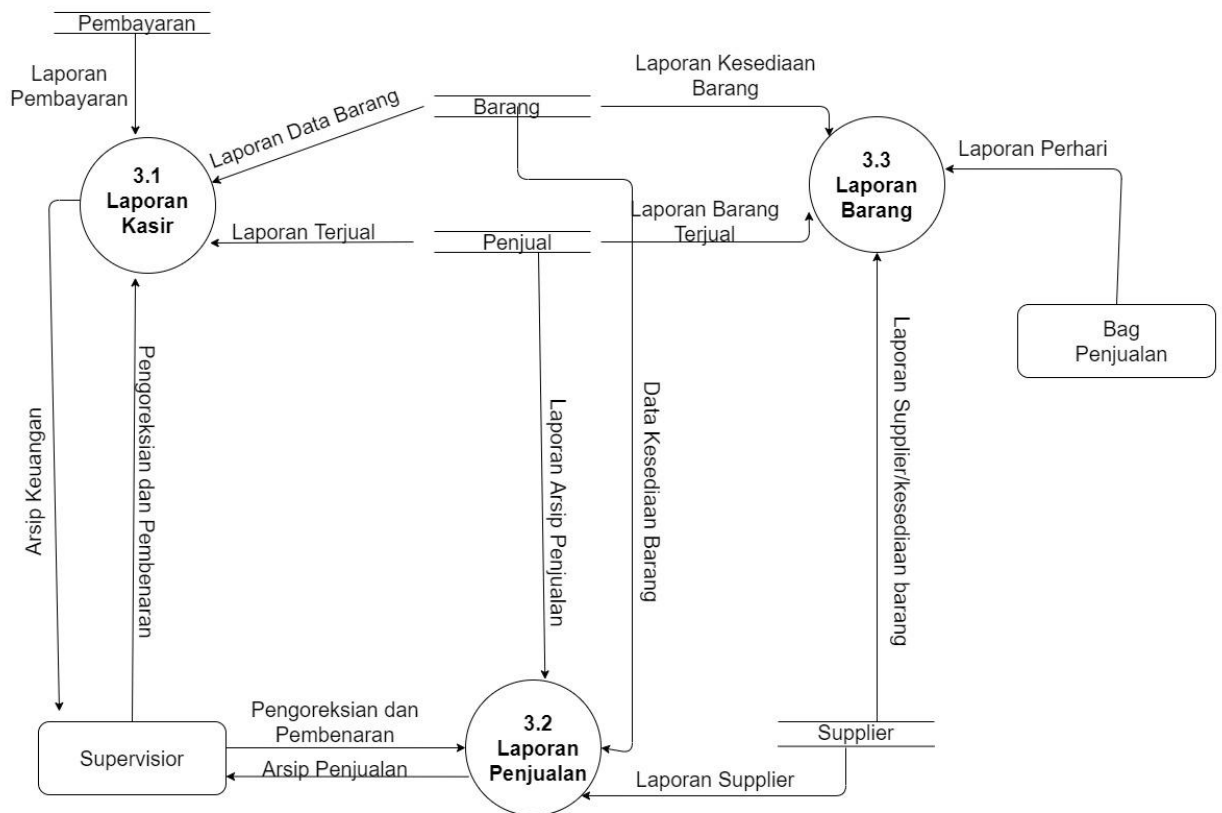 Pembayaran
Laporan
Pembayaran
Laporan Kesediaan
Barang
Laporan Data Barang
Barang
3.1
Laporan
Kasir
3.3
Laporan
Barang
Laporan Perhari
Laporan Terjual
Penjual
Laporan Barang
Terjual
Bag
Penjualan
Arsip Kenangan
Pengoreksian dan Pembenaran
Laporan Arsip Penjualan
Data Kesediaan Barang
Laporan Supplier/kesediaan barang
Supervisior
Pengoreksian dan
Pembenaran
Arsip Penjualan
3.2
Laporan
Penjualan
Supplier
Laporan Supplier